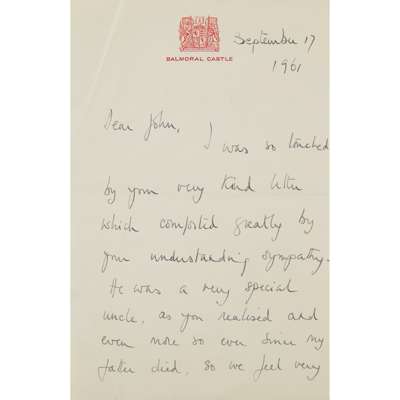 September 17
1961
BALMORAL CASTLE
Dear John,
I was so touched
by your very kind letter
which comforted greatly by
your understanding sympathy.
He was a very special
uncle, as you realised and
even more so ever since my
father died, so we feel very